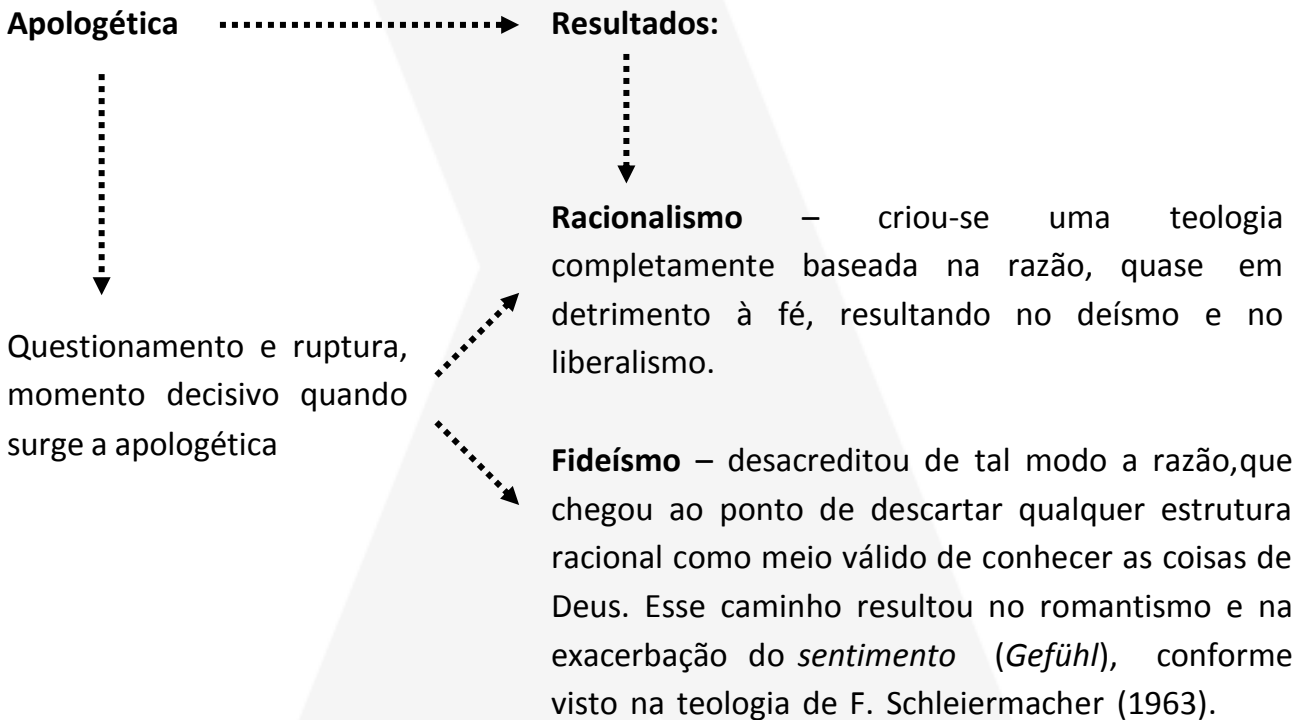 Apologética
Resultados:
Questionamento e ruptura,
momento decisivo quando
surge a apologética
Racionalismo – criou-se uma teologia
completamente baseada na razão, quase em
detrimento à fé, resultando no deísmo e no
liberalismo.
Fideísmo – desacreditou de tal modo a razão,que
chegou ao ponto de descartar qualquer estrutura
racional como meio válido de conhecer as coisas de
Deus. Esse caminho resultou no romantismo e na
exacerbação do sentimento (Gefühl), conforme
visto na teologia de F. Schleiermacher (1963).